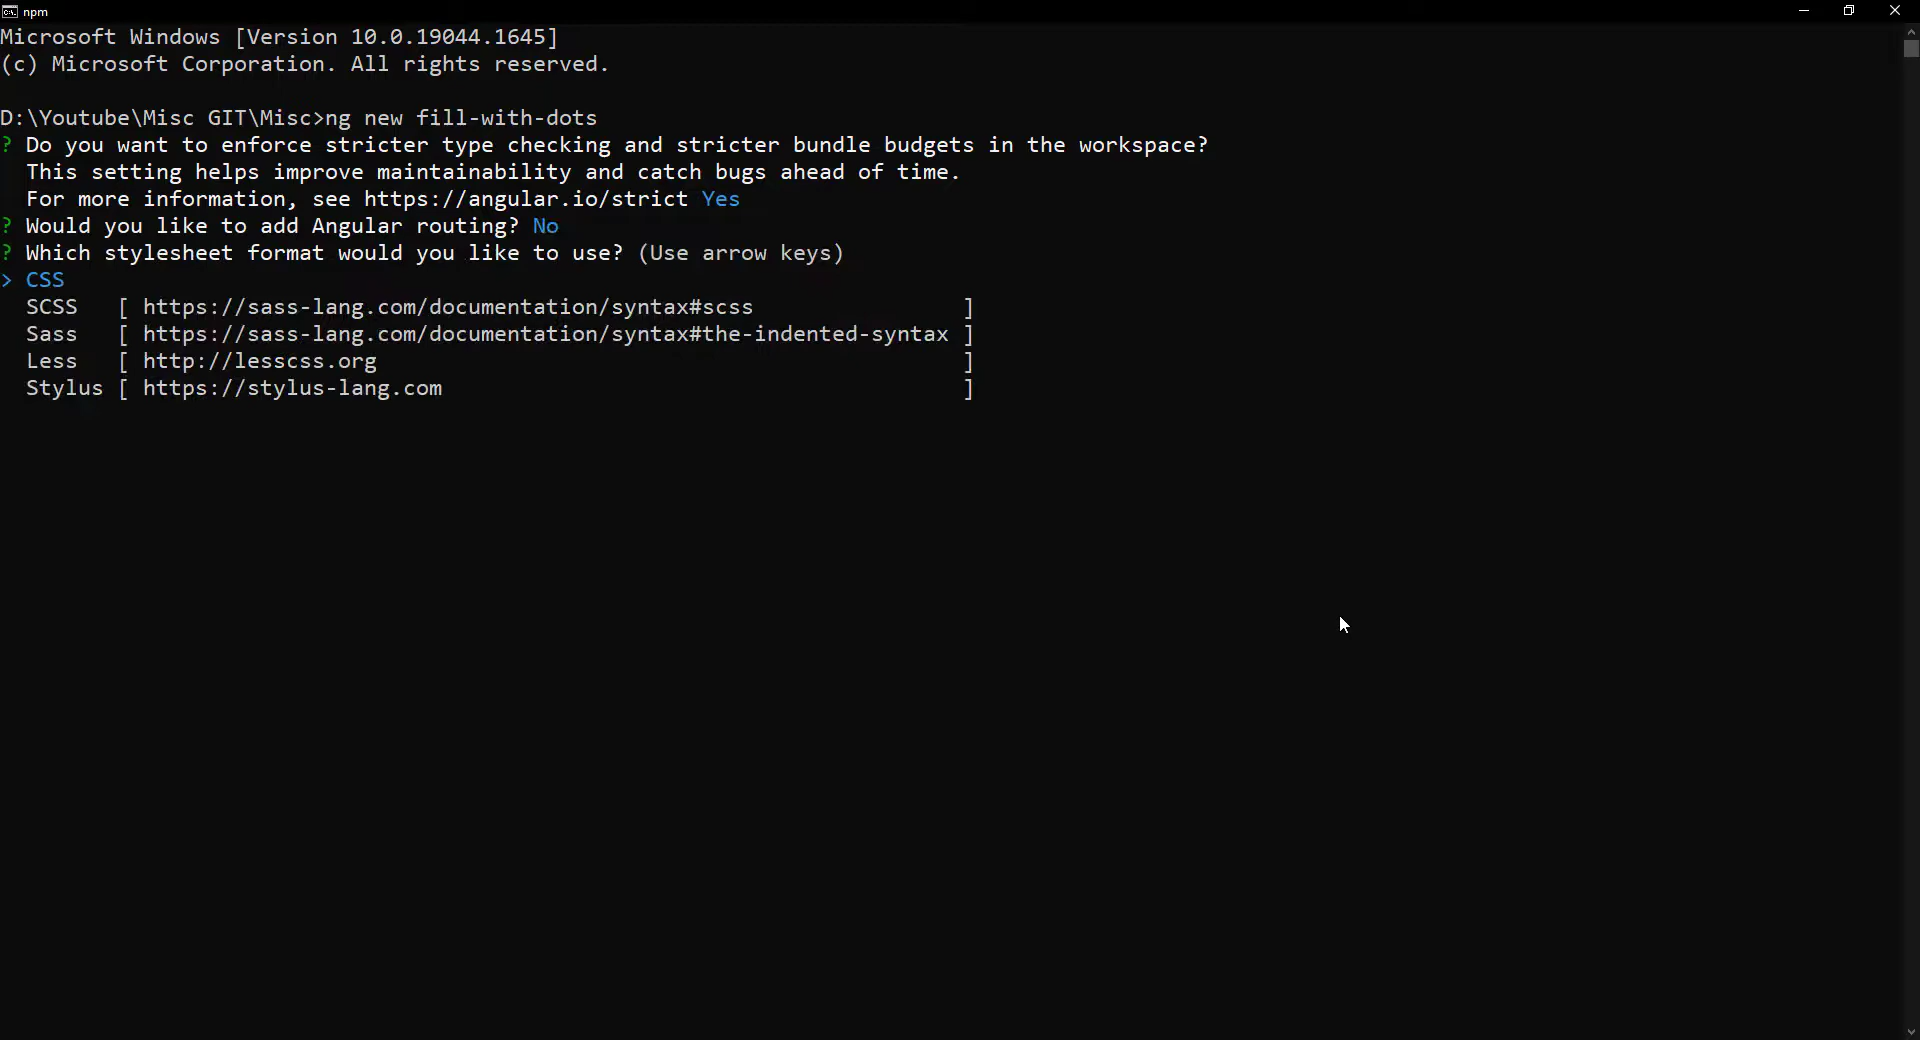 npm
Microsoft Windows [Version 10.0.19044.1645]
(c) Microsoft Corporation. All rights reserved.
D:\Youtube\Misc GIT\Misc>ng new fill-with-dots
? Do you want to enforce stricter type checking and stricter bundle budgets in the workspace?
This setting helps improve maintainability and catch bugs ahead of time.
For more information, see https://angular.io/strict Yes
? Would you like to add Angular routing? No
? Which stylesheet format would you like to use? (Use arrow keys)
> CSS
SCSS   [ https://sass-lang.com/documentation/syntax#scss                ]
Sass   [ https://sass-lang.com/documentation/syntax#the-indented-syntax ]
Less   [ http://lesscss.org                                             ]
Stylus [ https://stylus-lang.com                                        ]